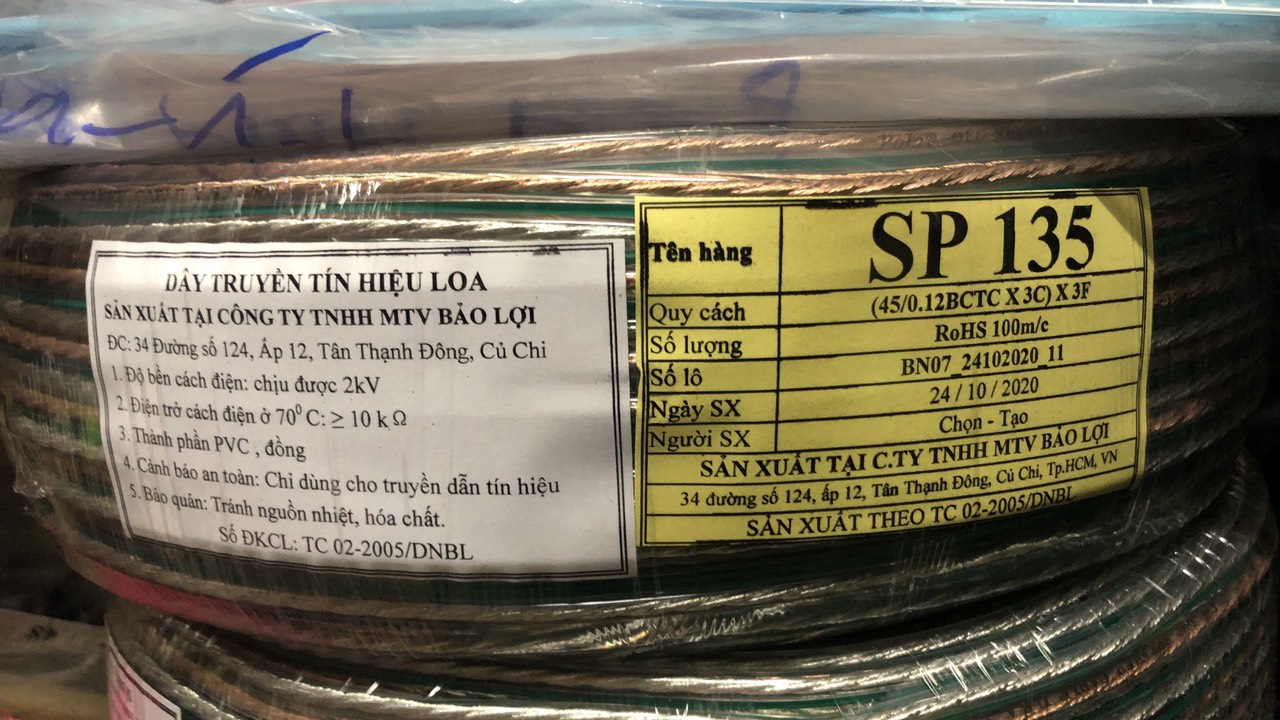 DÂY TRUYỀN TÍN HIỆU LOA
SẢN XUẤT TẠI CÔNG TY TNHH MTV BẢO LỢI
ĐC: 34 Đường số 124, Ấp 12, Tân Thạnh Đông, Củ Chi
1. Độ bền cách điện: chịu được 2kV
2. Điện trở cách điện ở 70⁰ C: ≥ 10 k Ω
3. Thành phần PVC , đồng
4. Cảnh báo an toàn: Chỉ dùng cho truyền dẫn tín hiệu
5. Bảo quản: Tránh nguồn nhiệt, hóa chất.
Số ĐKCL: TC 02-2005/DNBL
Tên hàng SP 135
Quy cách (45/0.12BCTC X 3C) X 3F
Số lượng RoHS 100m/c
Số lô BN07_24102020_11
Ngày SX 24 / 10 / 2020
Người SX Chọn - Tạo
SẢN XUẤT TẠI C.TY TNHH MTV BẢO LỢI
34 đường số 124, ấp 12, Tân Thạnh Đông, Củ Chi, Tp.HCM, VN
SẢN XUẤT THEO TC 02-2005/DNBL